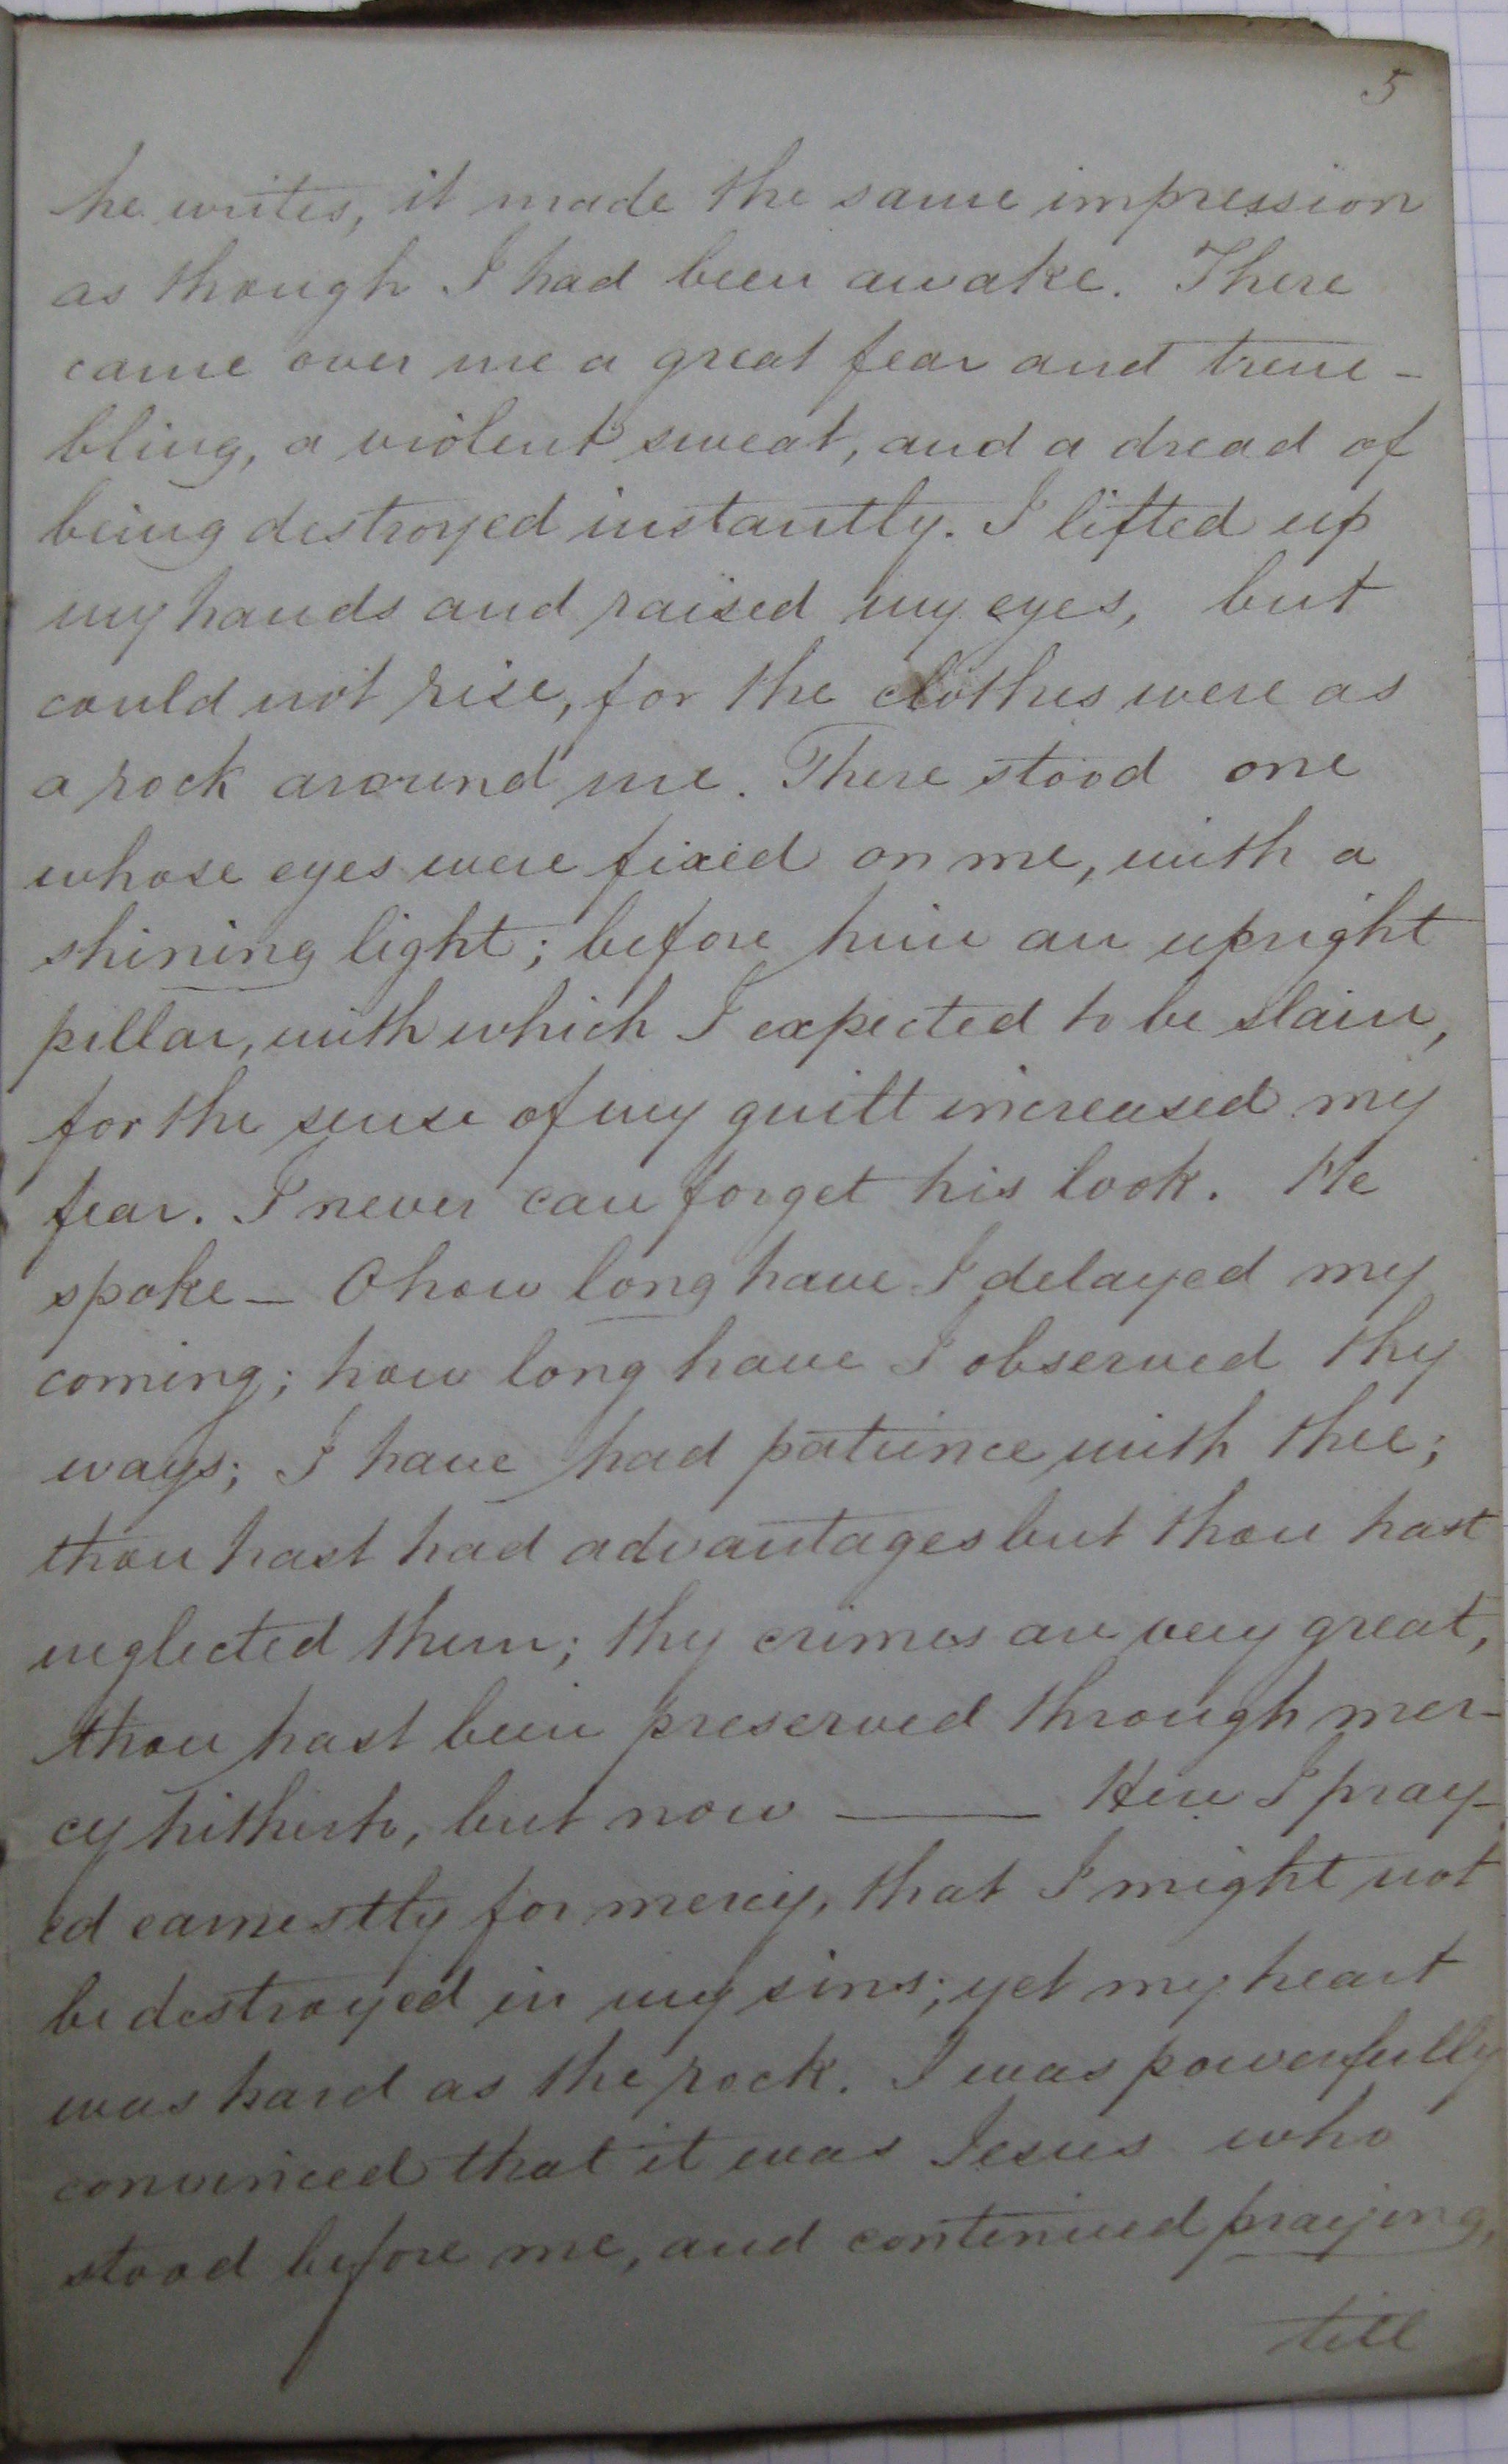 5
he writes, it made the same impression
as though I had been awake. There
came over me a great fear and trem-
bling, a violent sweat, and a dread of
being destroyed instantly. I lifted up
my hands and raised my eyes, but
could not rise, for the clothes were as
a rock around me. There stood one
whose eyes were fixed on me, with a
shining light; before him an upright
pillar, with which I expected to be slain,
for the sense of my guilt increased my
fear. I never can forget his look. He
spoke — O how long have I delayed my
coming; how long have I observed thy
ways; I have had patience with thee;
thou hast had advantages but thou hast
neglected them; thy crimes are very great,
thou hast been preserved through mer-
cy hitherto, but now —— Here I pray-
ed earnestly for mercy, that I might not
be destroyed in my sins; yet my heart
was hard as the rock. I was powerfully
convinced that it was Jesus who
stood before me, and continued praying,
till